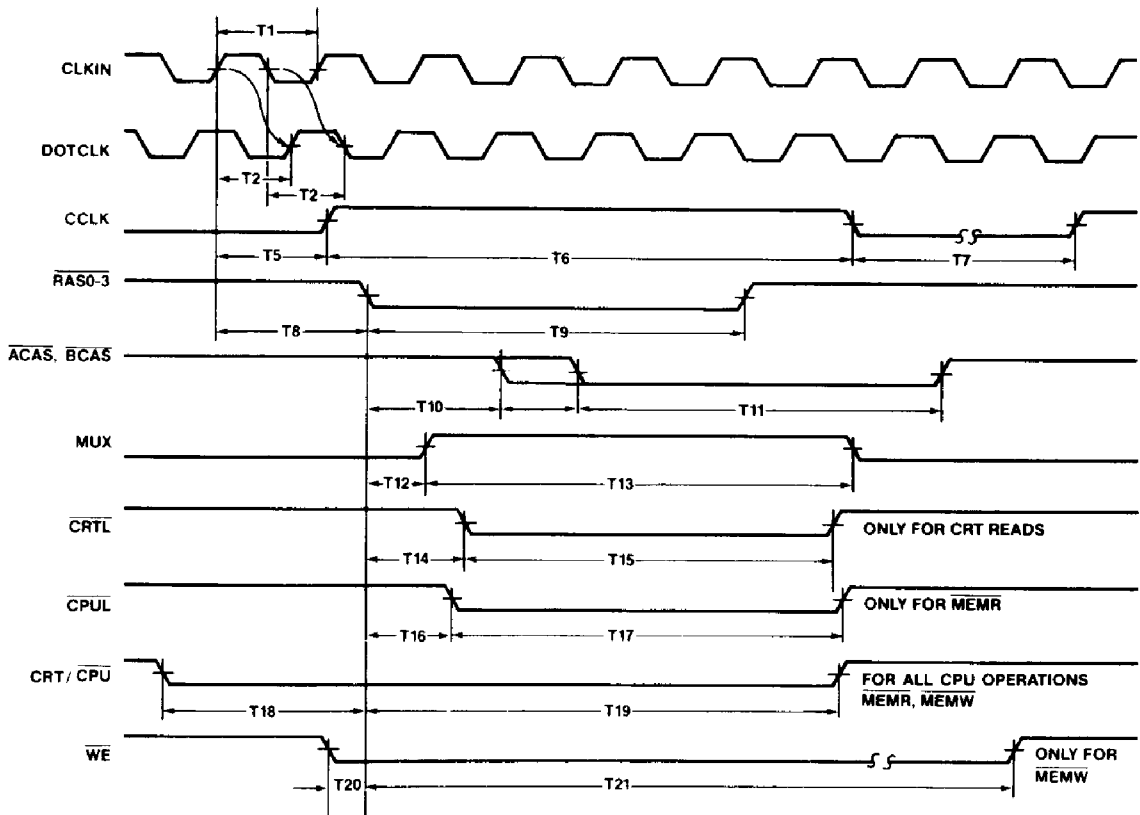 T1
CLKIN
DOTCLK
T2
T2
CCLK
T5
T6
T7
RAS0-3
T8
T9
ACAS, BCAS
T10
T11
MUX
T12
T13
CRTL
ONLY FOR CRT READS
T14
T15
CPUL
ONLY FOR MEMR
T16
T17
CRT/CPU
FOR ALL CPU OPERATIONS
MEMR, MEMW
T18
T19
WE
ONLY FOR
MEMW
T20
T21